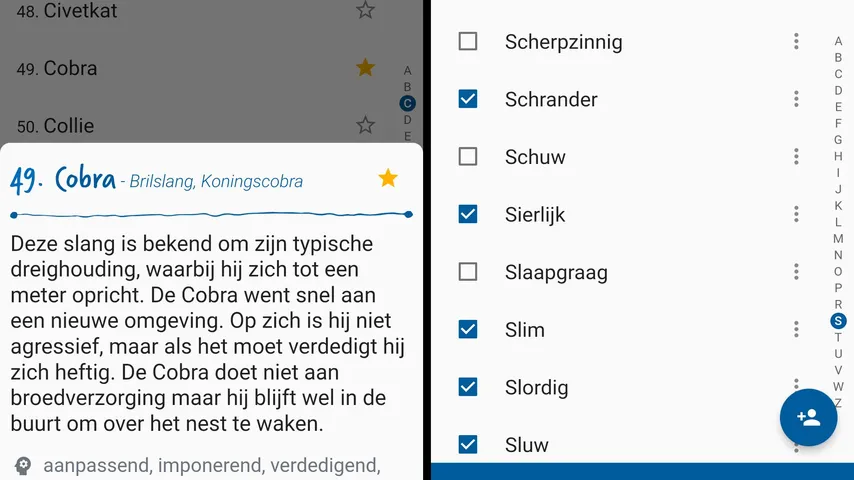 48. Civetkat
49. Cobra
50. Collie
A
B
C
D
E
49. Cobra - Brilslang, Koningscobra
Deze slang is bekend om zijn typische
dreighouding, waarbij hij zich tot een
meter opricht. De Cobra went snel aan
een nieuwe omgeving. Op zich is hij niet
agressief, maar als het moet verdedigt hij
zich heftig. De Cobra doet niet aan
broedverzorging maar hij blijft wel in de
buurt om over het nest te waken.
aanpassend, imponerend, verdedigend,
Scherpzinnig
Schrander
Schuw
Sierlijk
Slaapgraag
Slim
Slordig
Sluw
A
B
C
D
E
F
G
H
I
J
K
L
M
N
O
P
R
S
T
U
V
W
Z